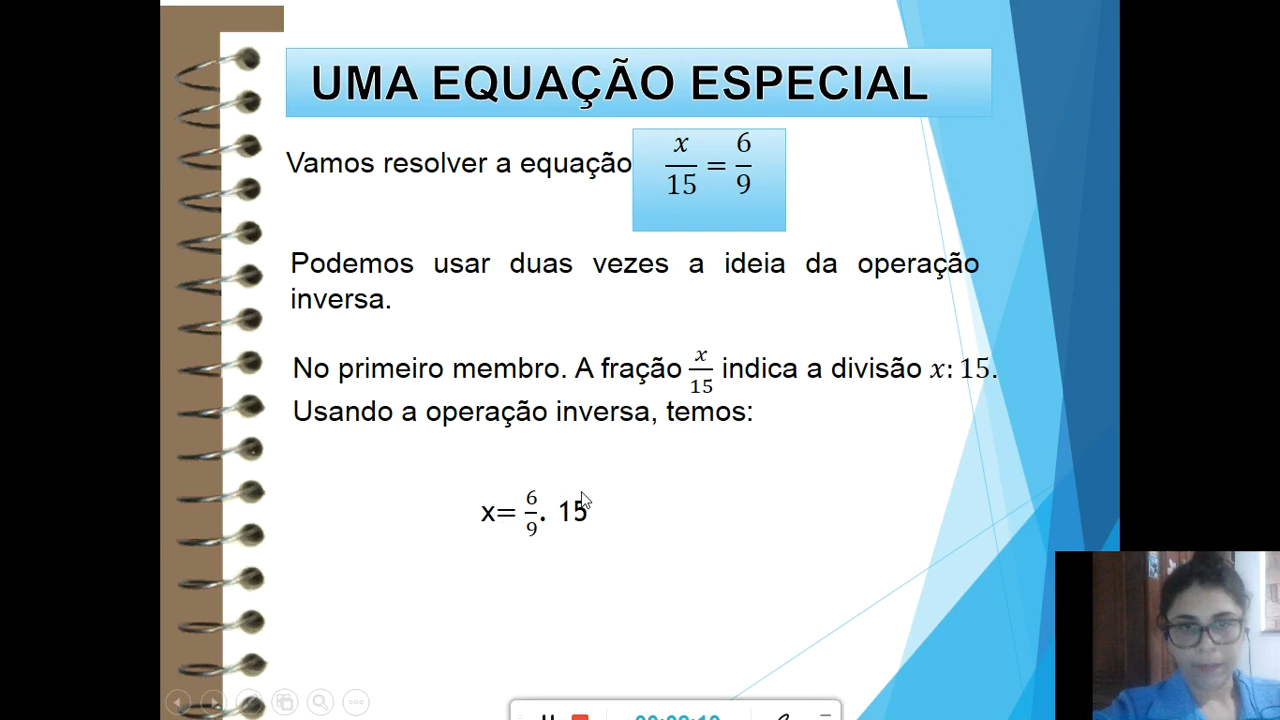 UMA EQUAÇÃO ESPECIAL
Vamos resolver a equação x/15 = 6/9
Podemos usar duas vezes a ideia da operação
inversa.
No primeiro membro. A fração x/15 indica a divisão x: 15.
Usando a operação inversa, temos:
x= 6/9. 15